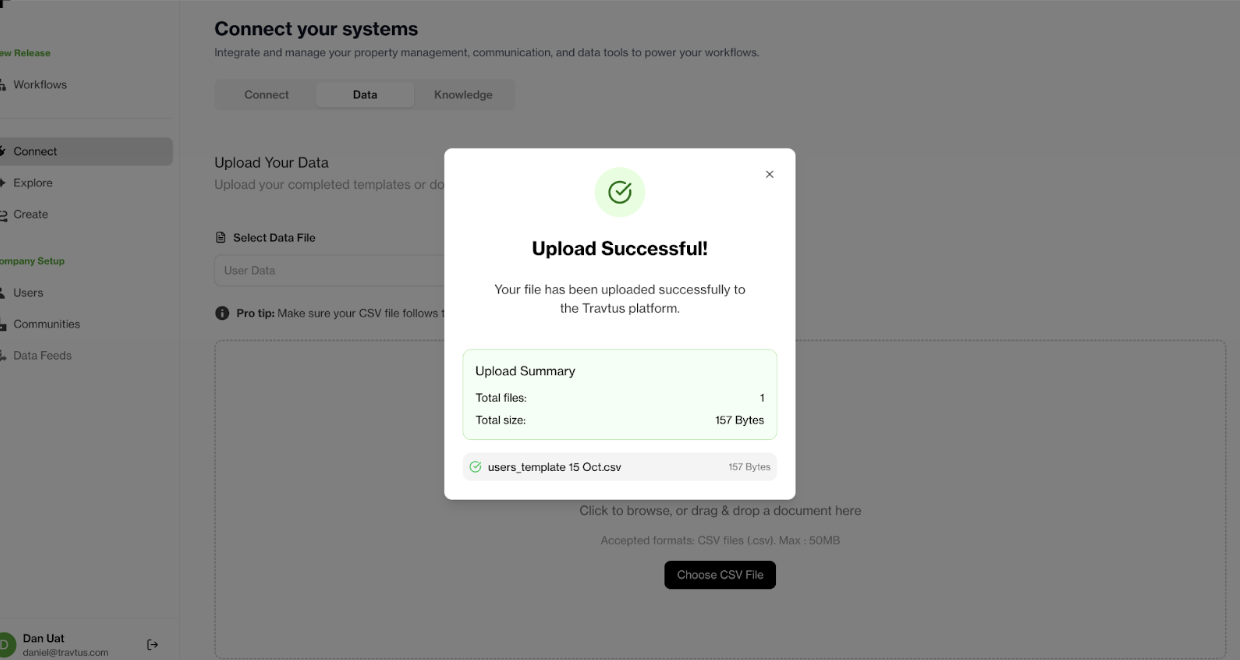 Connect your systems
Integrate and manage your property management, communication, and data tools to power your workflows.
ew Release
Workflows
Connect
Explore
Create
ompany Setup
Users
Communities
Data Feeds
Dan Uat
daniel@travtus.com
D
Connect Data Knowledge
Upload Your Data
Upload your completed templates or do
Select Data File
User Data
Pro tip: Make sure your CSV file follows t
Upload Successful!
Your file has been uploaded successfully to
the Travtus platform.
Upload Summary
Total files: 1
Total size: 157 Bytes
users_template 15 Oct.csv 157 Bytes
Click to browse, or drag & drop a document here
Accepted formats: CSV files (.csv). Max : 50MB
Choose CSV File